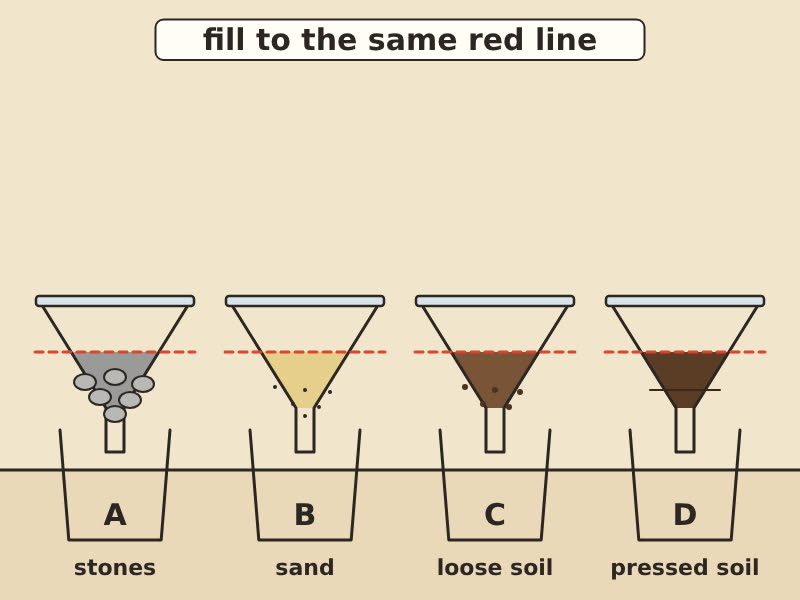 fill to the same red line
A
B
C
D
stones
sand
loose soil
pressed soil